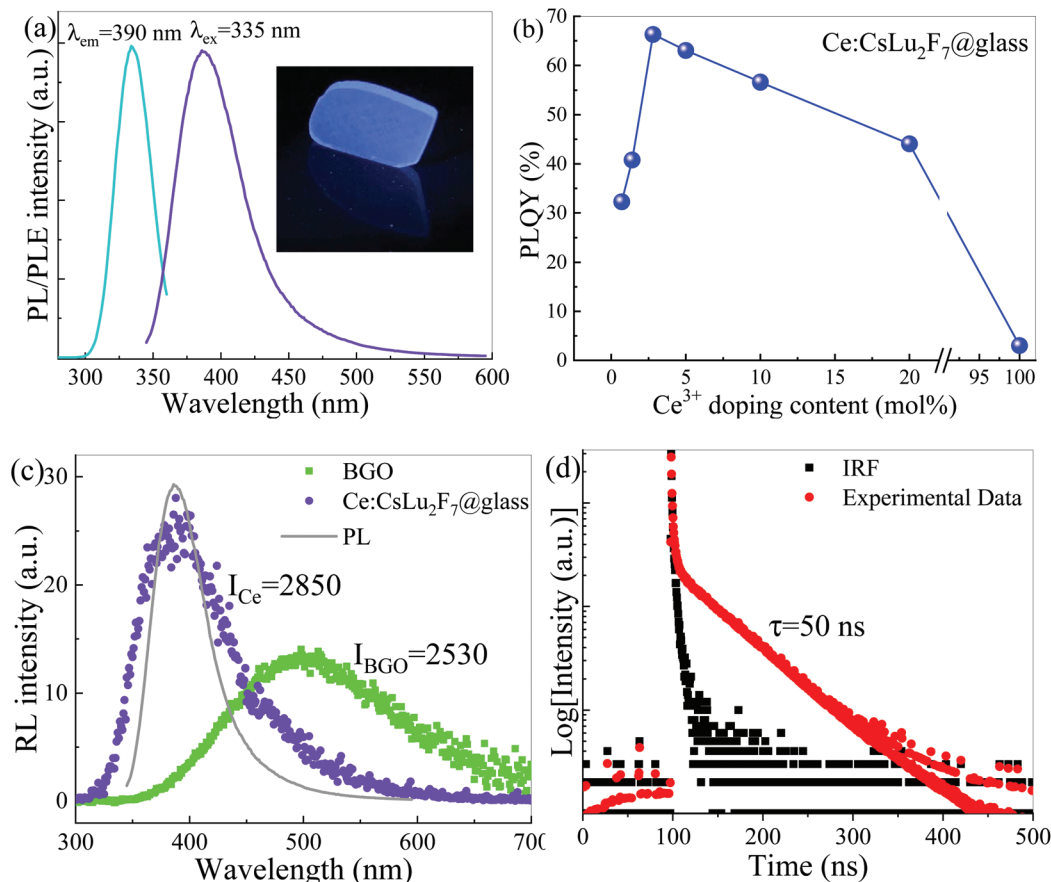 (a)
λem=390 nm
λex=335 nm
PL/PLE intensity (a.u.)
300 350 400 450 500 550 600
Wavelength (nm)
(b)
Ce:CsLu2F7@glass
70
60
50
40
30
20
10
0
PLQY (%)
0 5 10 15 20 95 100
Ce3+ doping content (mol%)
(c)
BGO
Ce:CsLu2F7@glass
PL
ICe=2850
IBGO=2530
30
20
10
0
RL intensity (a.u.)
300 400 500 600 700
Wavelength (nm)
(d)
IRF
Experimental Data
τ=50 ns
Log[Intensity (a.u.)]
0 100 200 300 400 500
Time (ns)